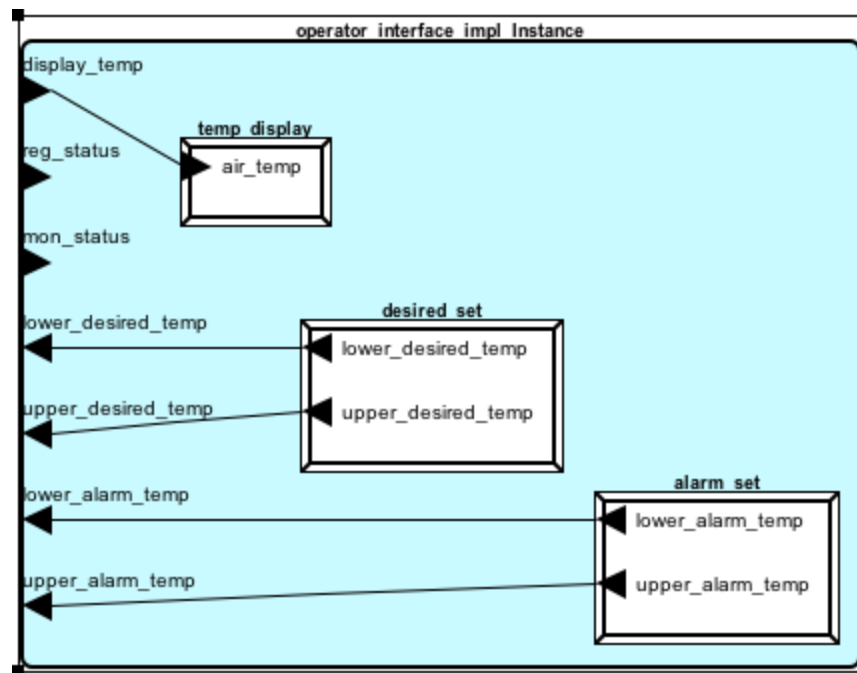 operator_interface_impl_Instance
display_temp
temp_display
reg_status
air_temp
mon_status
desired_set
lower_desired_temp
lower_desired_temp
upper_desired_temp
upper_desired_temp
alarm_set
lower_alarm_temp
lower_alarm_temp
upper_alarm_temp
upper_alarm_temp